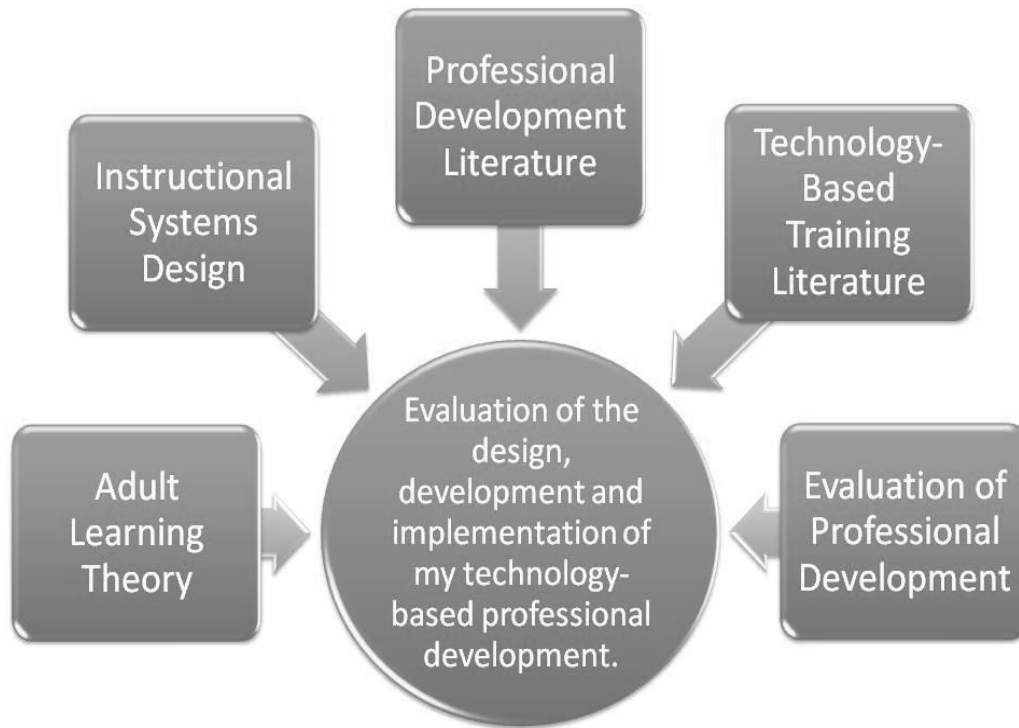 Professional
Development
Literature
Instructional
Systems
Design
Technology-
Based
Training
Literature
Adult
Learning
Theory
Evaluation of the
design,
development and
implementation of
my technology-
based professional
development.
Evaluation of
Professional
Development